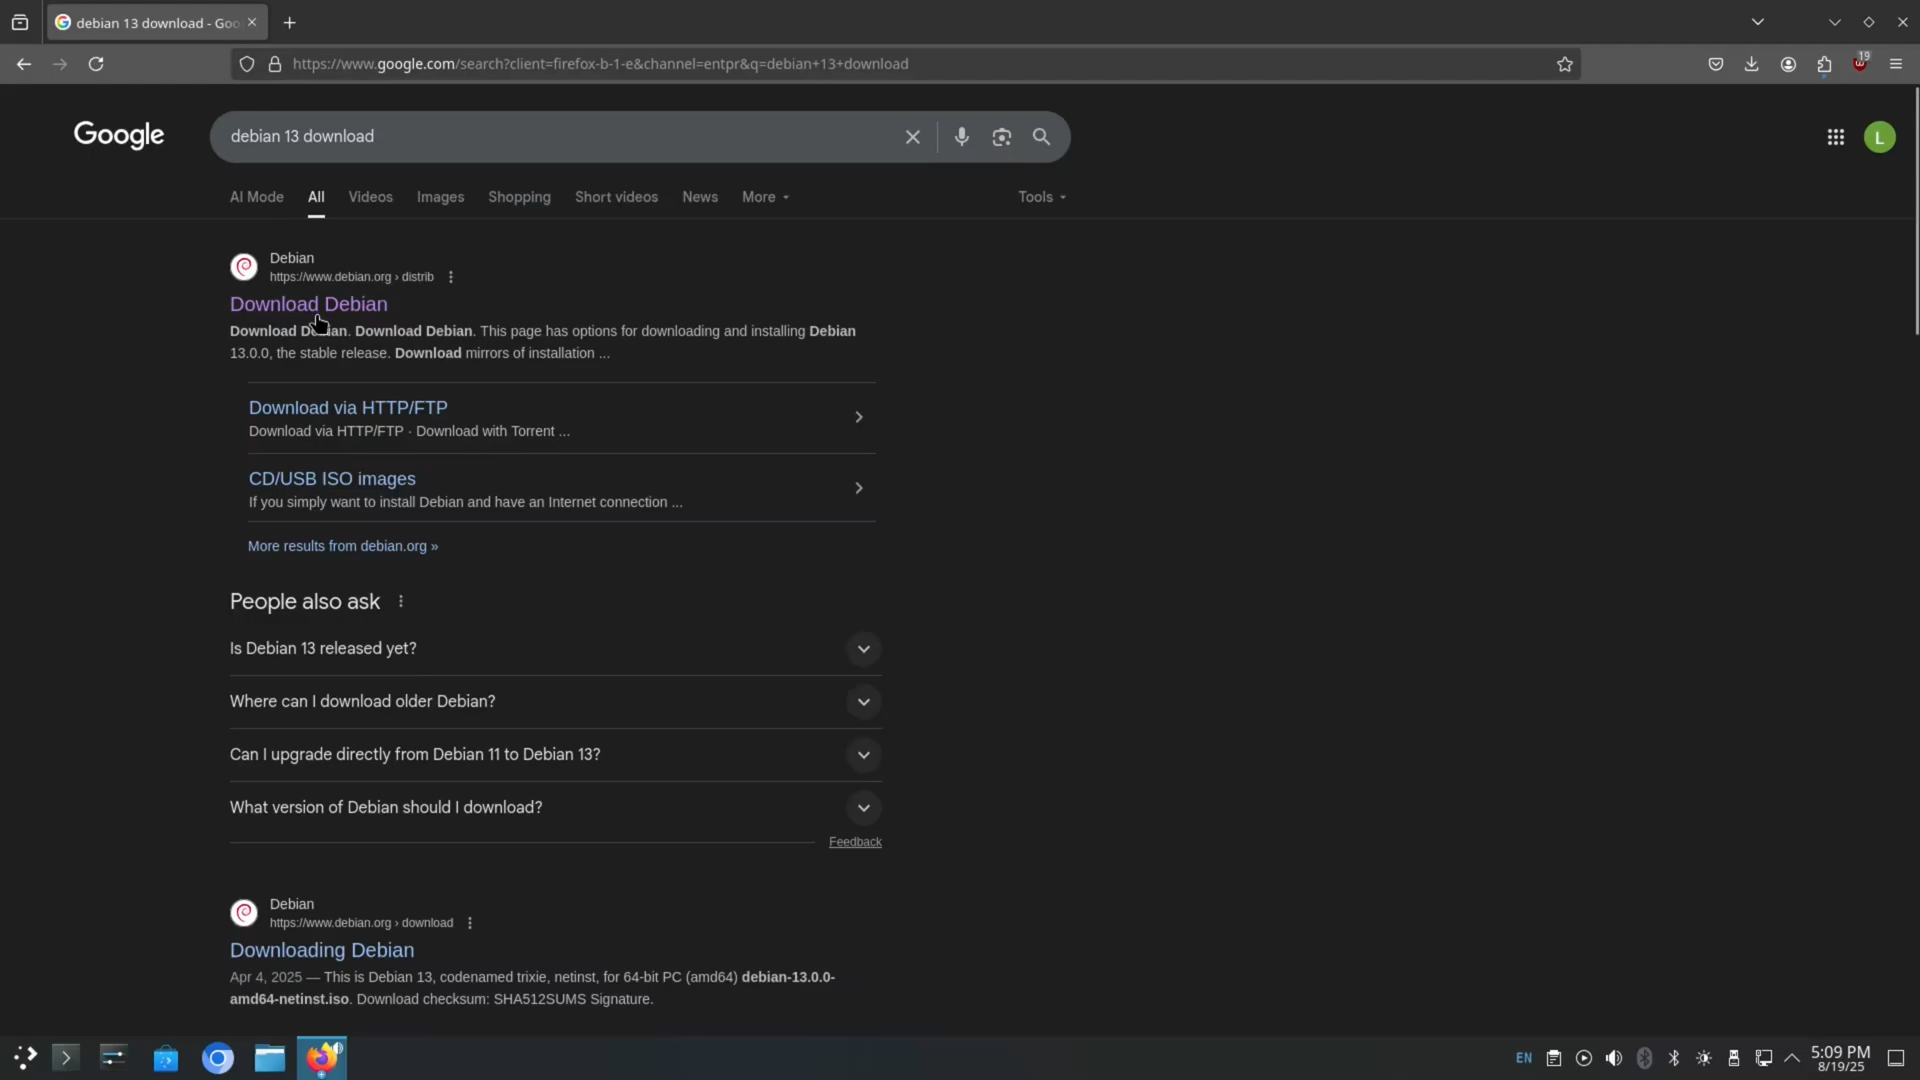 debian 13 download - Goo
https://www.google.com/search?client=firefox-b-1-e&channel=entpr&q=debian+13+download
19
Google
debian 13 download
L
AI Mode
All
Videos
Images
Shopping
Short videos
News
More
Tools
Debian
https://www.debian.org › distrib
Download Debian
Download Debian. Download Debian. This page has options for downloading and installing Debian
13.0.0, the stable release. Download mirrors of installation ...
Download via HTTP/FTP
Download via HTTP/FTP · Download with Torrent ...
CD/USB ISO images
If you simply want to install Debian and have an Internet connection ...
More results from debian.org »
People also ask
Is Debian 13 released yet?
Where can I download older Debian?
Can I upgrade directly from Debian 11 to Debian 13?
What version of Debian should I download?
Feedback
Debian
https://www.debian.org › download
Downloading Debian
Apr 4, 2025 — This is Debian 13, codenamed trixie, netinst, for 64-bit PC (amd64) debian-13.0.0-
amd64-netinst.iso. Download checksum: SHA512SUMS Signature.
EN
5:09 PM
8/19/25